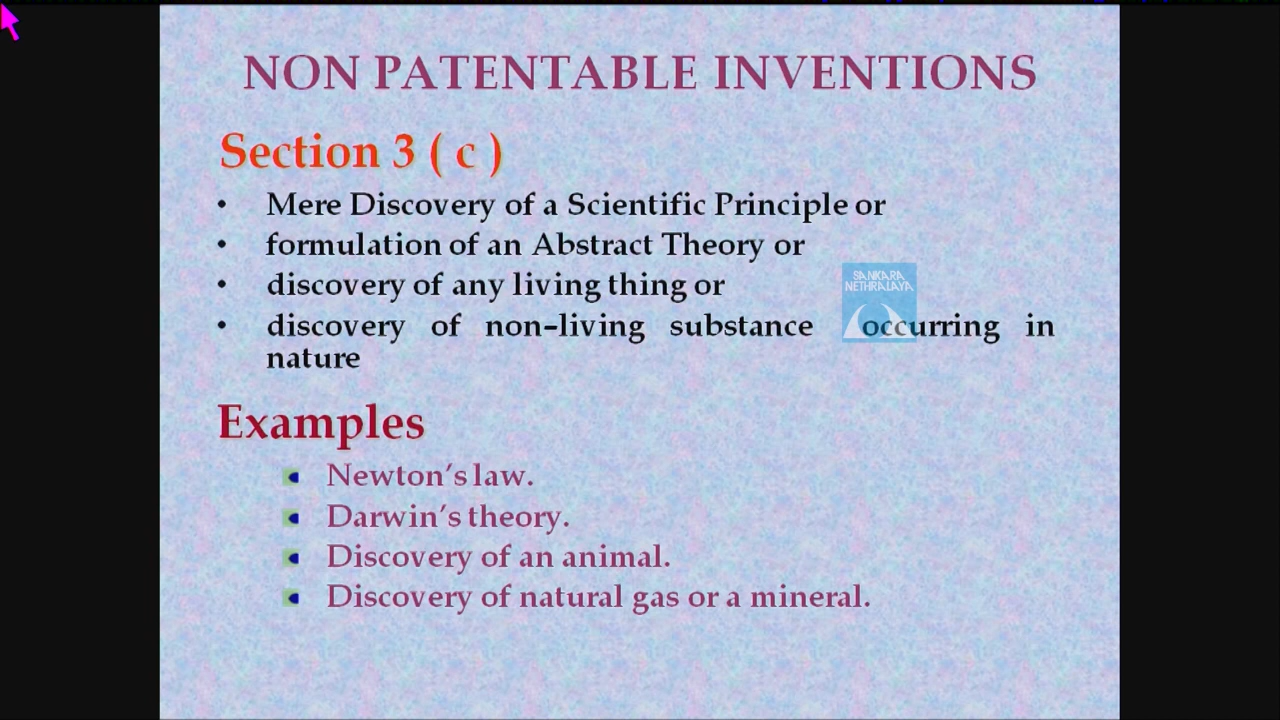 NON PATENTABLE INVENTIONS
Section 3 ( c )
• Mere Discovery of a Scientific Principle or
• formulation of an Abstract Theory or
• discovery of any living thing or
SANKARA
NETHRALAYA
• discovery of non-living substance occurring in
nature
Examples
Newton's law.
Darwin's theory.
Discovery of an animal.
Discovery of natural gas or a mineral.